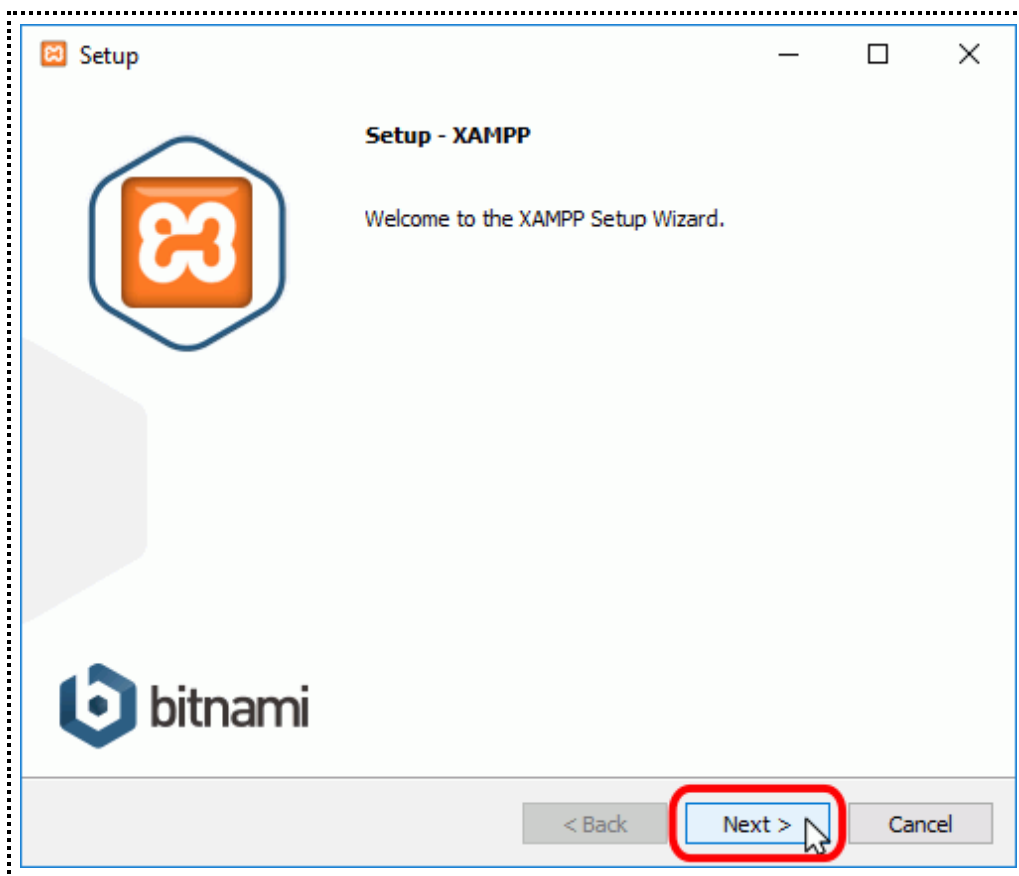 Setup
Setup - XAMPP
Welcome to the XAMPP Setup Wizard.
bitnami
< Back
Next >
Cancel